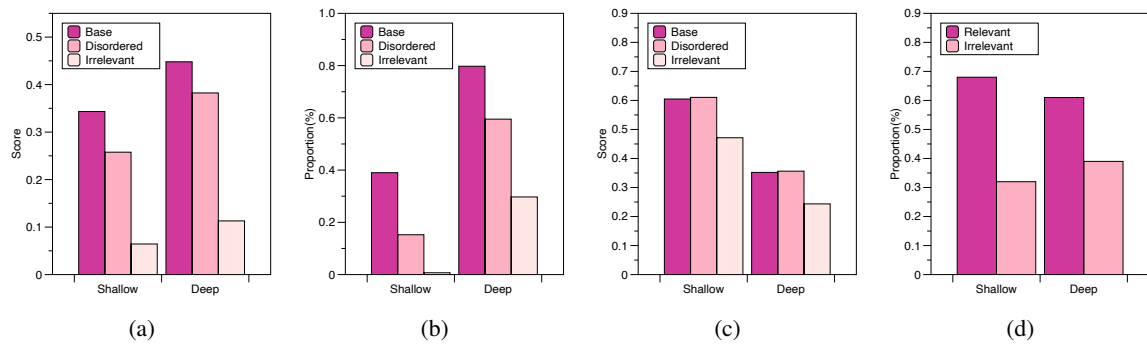 Score
0.5
0.4
0.3
0.2
0.1
0
Base
Disordered
Irrelevant
Shallow
Deep
(a)
Proportion(%)
1.0
0.8
0.6
0.4
0.2
0
Base
Disordered
Irrelevant
Shallow
Deep
(b)
Score
0.9
0.8
0.7
0.6
0.5
0.4
0.3
0.2
0.1
0
Base
Disordered
Irrelevant
Shallow
Deep
(c)
Proportion(%)
0.9
0.8
0.7
0.6
0.5
0.4
0.3
0.2
0.1
0
Relevant
Irrelevant
Shallow
Deep
(d)